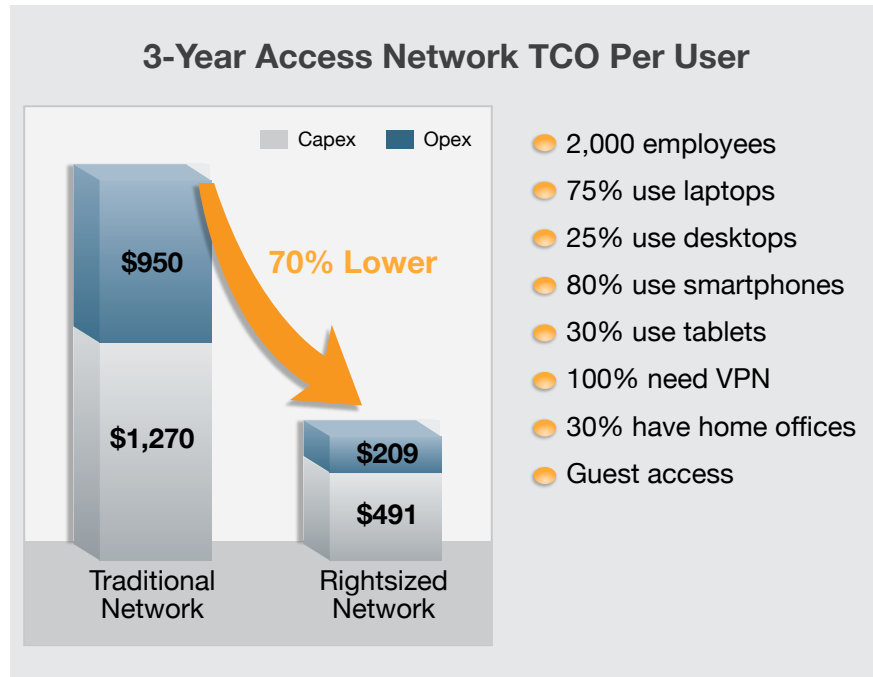 3-Year Access Network TCO Per User
Capex
Opex
$950
70% Lower
$1,270
$209
$491
Traditional
Network
Rightsized
Network
2,000 employees
75% use laptops
25% use desktops
80% use smartphones
30% use tablets
100% need VPN
30% have home offices
Guest access